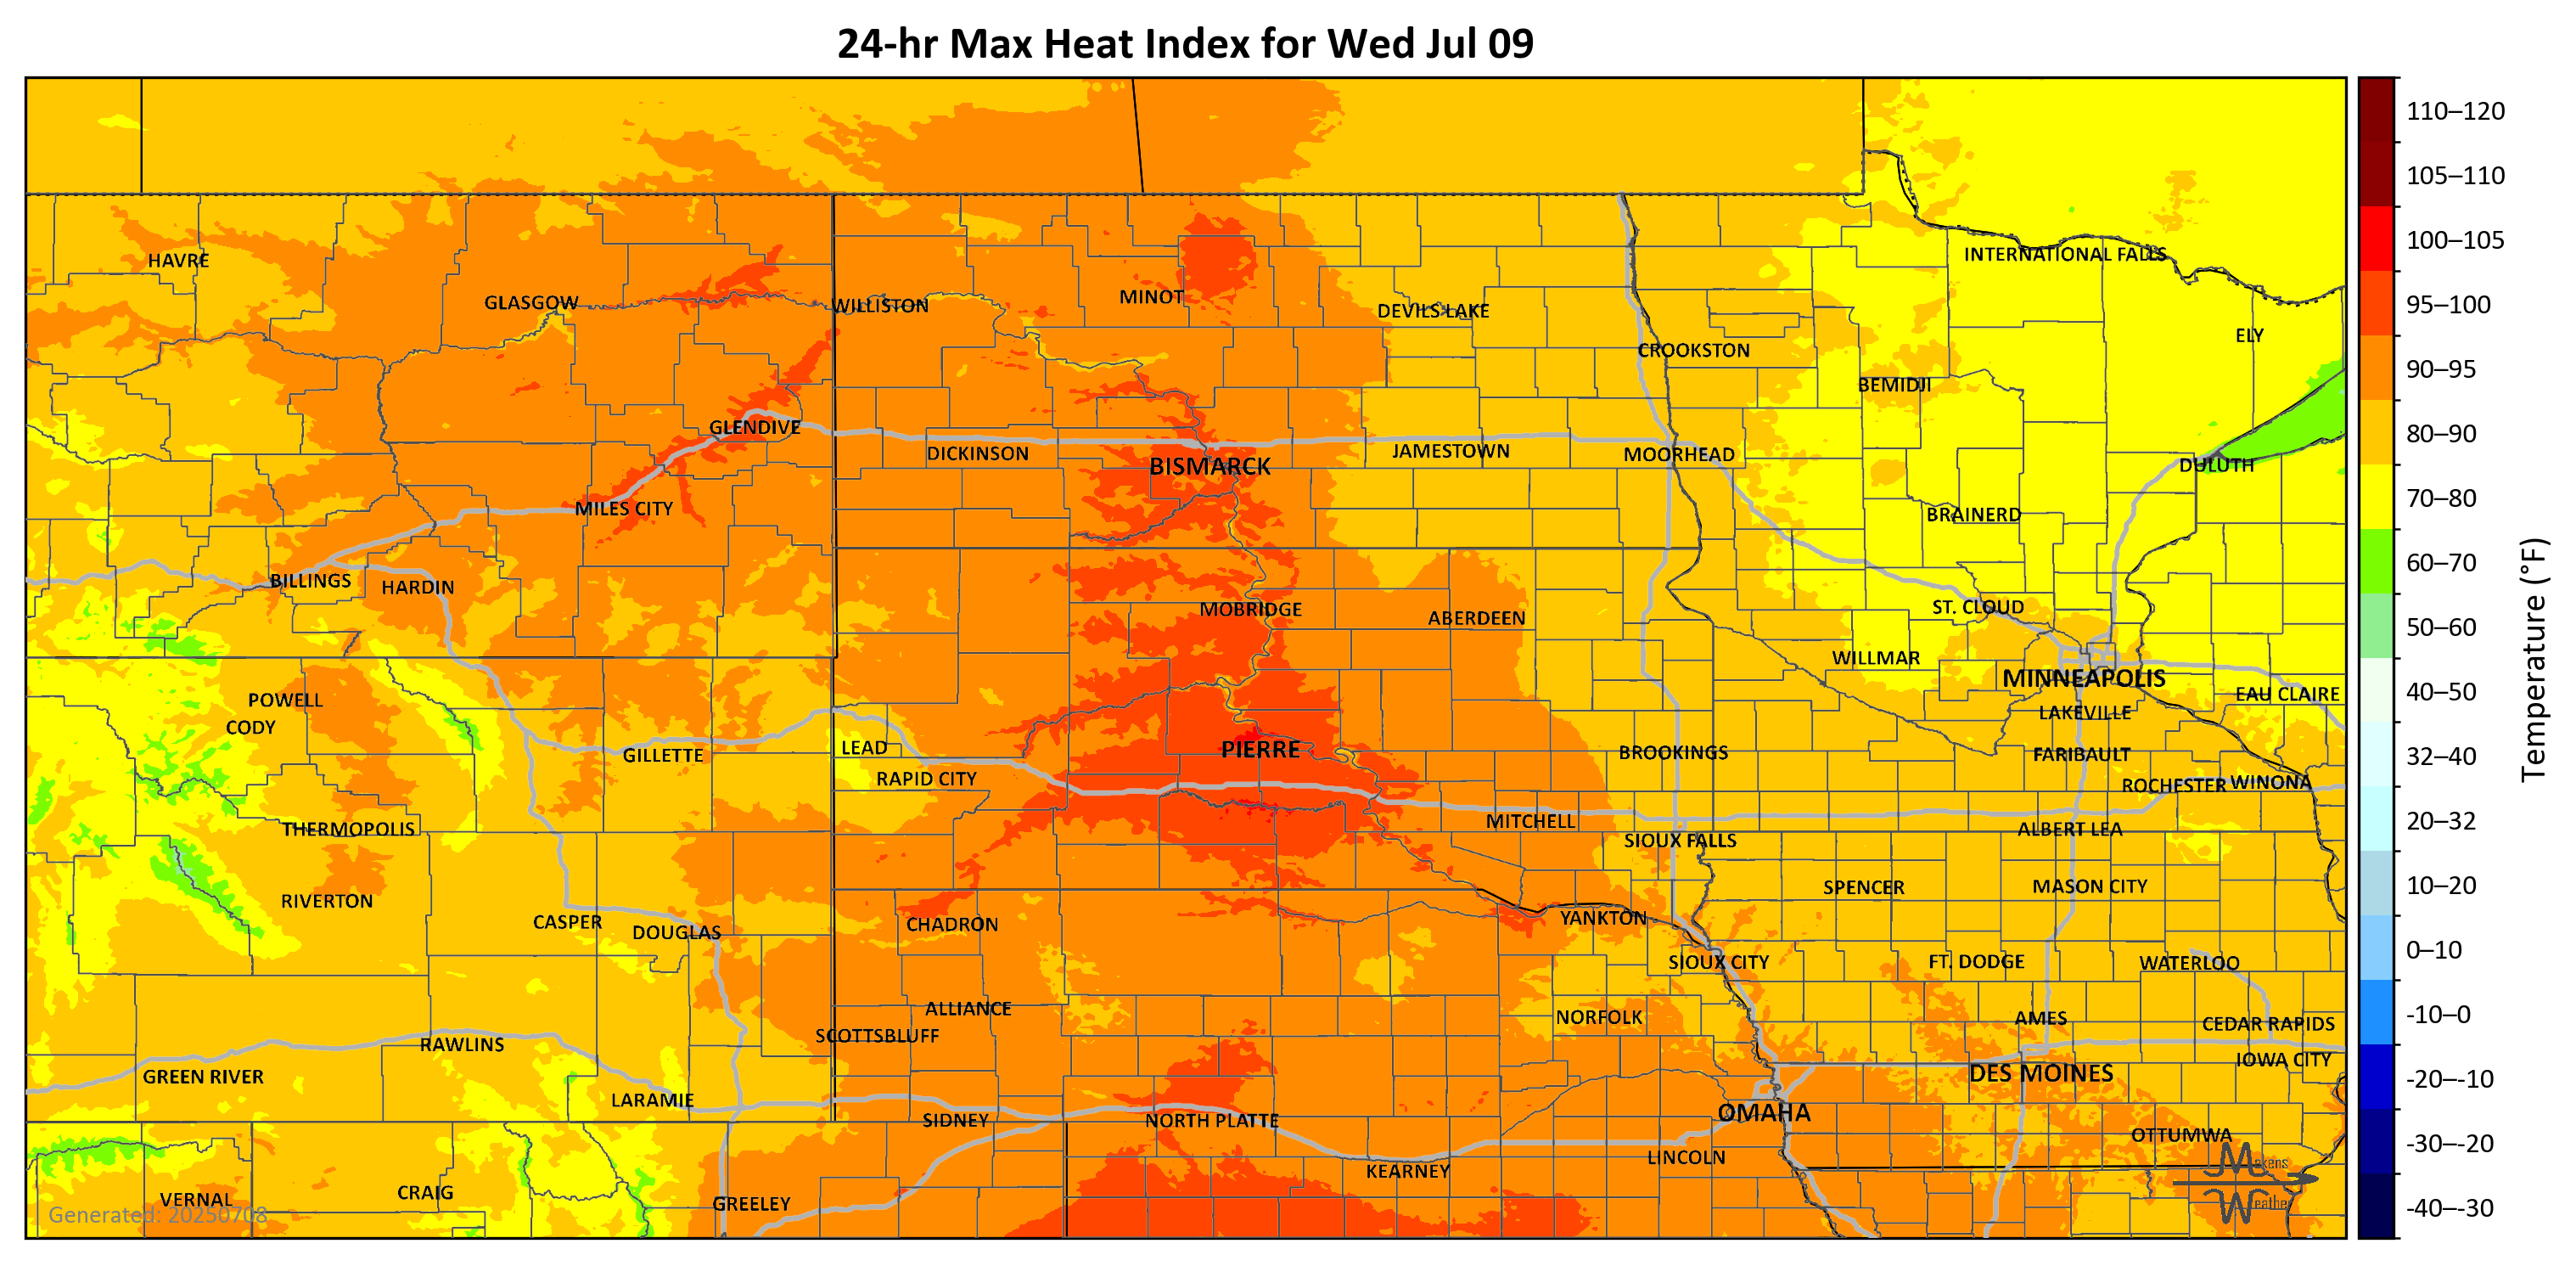 24-hr Max Heat Index for Wed Jul 09
HAVRE
INTERNATIONAL FALLS
GLASGOW
WILLISTON
MINOT
DEVILS LAKE
ELY
CROOKSTON
BEMIDJI
GLENDIVE
DICKINSON
BISMARCK
JAMESTOWN
MOORHEAD
DULUTH
MILES CITY
BRAINERD
BILLINGS
HARDIN
MOBRIDGE
ABERDEEN
ST. CLOUD
WILLMAR
MINNEAPOLIS
POWELL
EAU CLAIRE
CODY
LAKEVILLE
GILLETTE
LEAD
PIERRE
BROOKINGS
FARIBAULT
RAPID CITY
ROCHESTER
WINONA
THERMOPOLIS
MITCHELL
ALBERT LEA
SIOUX FALLS
RIVERTON
SPENCER
MASON CITY
CASPER
DOUGLAS
CHADRON
YANKTON
SIOUX CITY
FT. DODGE
WATERLOO
ALLIANCE
NORFOLK
AMES
CEDAR RAPIDS
SCOTTSBLUFF
RAWLINS
IOWA CITY
GREEN RIVER
DES MOINES
LARAMIE
SIDNEY
NORTH PLATTE
OMAHA
OTTUMWA
LINCOLN
KEARNEY
VERNAL
CRAIG
GREELEY
Generated: 20250708
Makens
Weather
110–120
105–110
100–105
95–100
90–95
80–90
70–80
60–70
50–60
40–50
32–40
20–32
10–20
0–10
-10–0
-20–-10
-30–-20
-40–-30
Temperature (°F)